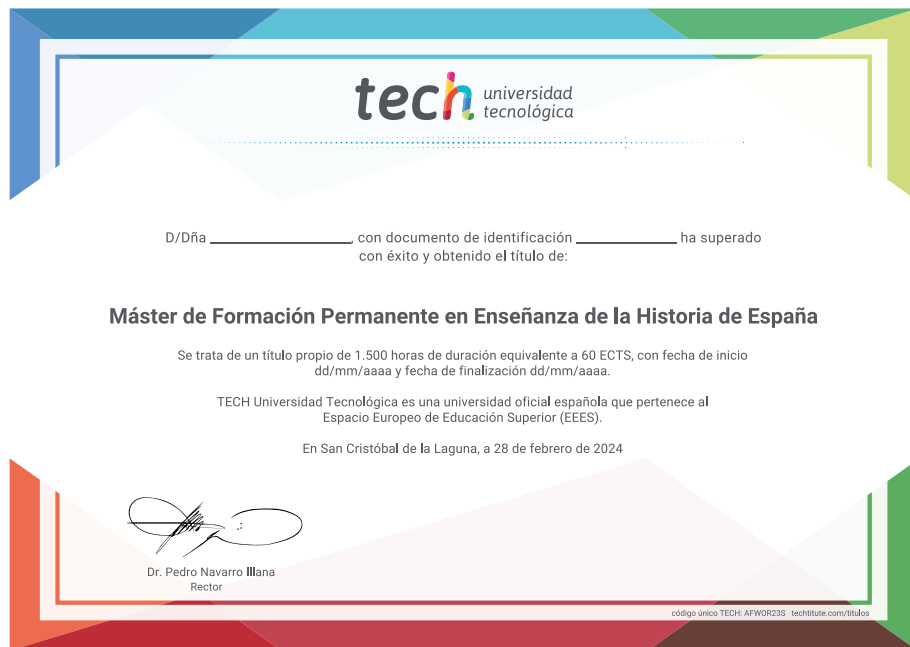 tech universidad
tecnológica
D/Dña ________________, con documento de identificación ____________ ha superado
con éxito y obtenido el título de:
Máster de Formación Permanente en Enseñanza de la Historia de España
Se trata de un título propio de 1.500 horas de duración equivalente a 60 ECTS, con fecha de inicio
dd/mm/aaaa y fecha de finalización dd/mm/aaaa.
TECH Universidad Tecnológica es una universidad oficial española que pertenece al
Espacio Europeo de Educación Superior (EEES).
En San Cristóbal de la Laguna, a 28 de febrero de 2024
Dr. Pedro Navarro Illana
Rector
código único TECH: AFWOR23S techtitute.com/titulos